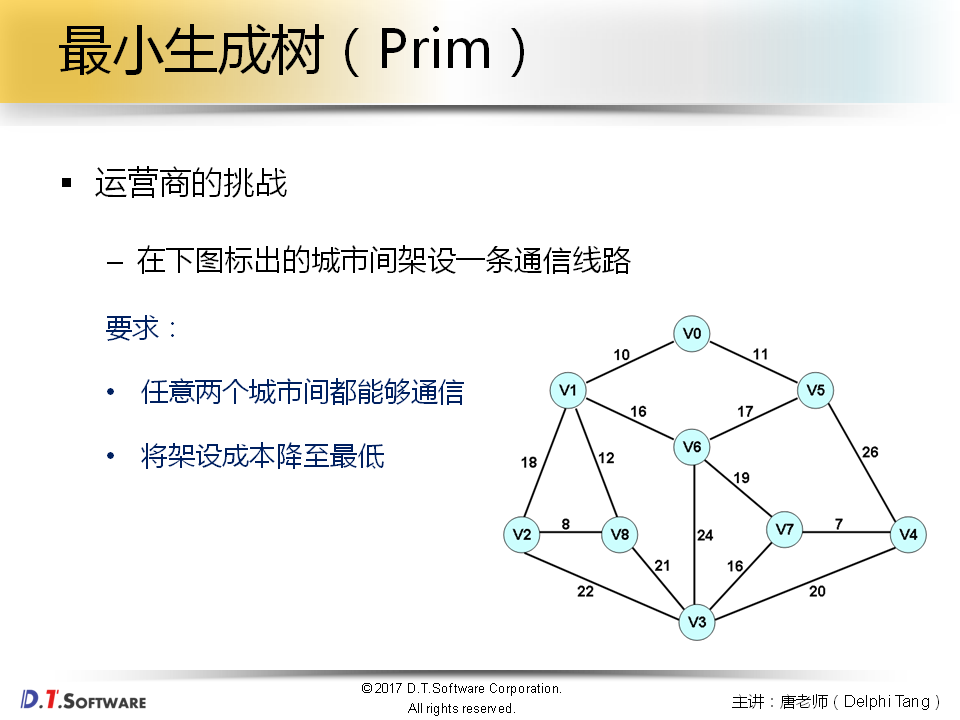 最小生成树（Prim）
▪ 运营商的挑战
– 在下图标出的城市间架设一条通信线路
要求：
• 任意两个城市间都能够通信
• 将架设成本降至最低
V0
10
11
V1
V5
16
17
V6
18
12
26
19
V2
8
V8
24
V7
7
V4
21
16
22
20
V3
D.T.SOFTWARE
©2017 D.T.Software Corporation.
All rights reserved.
主讲：唐老师（Delphi Tang）